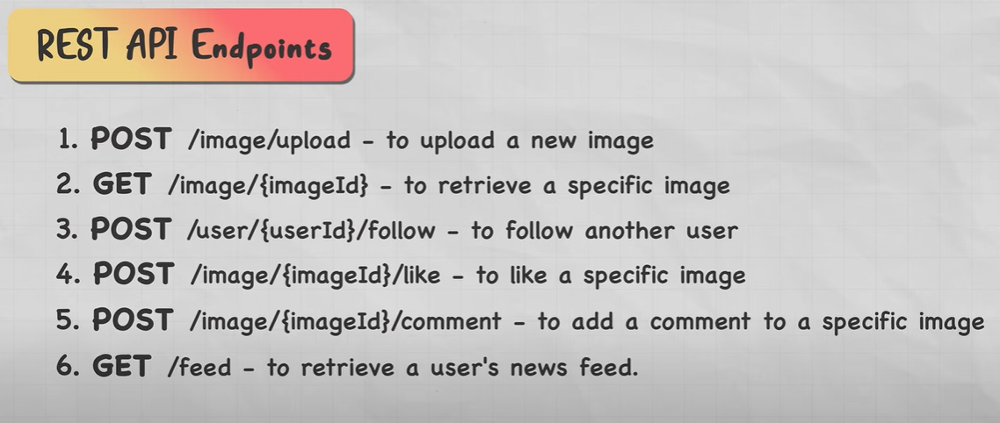 REST API Endpoints
1. POST /image/upload - to upload a new image
2. GET /image/{imageId} - to retrieve a specific image
3. POST /user/{userId}/follow - to follow another user
4. POST /image/{imageId}/like - to like a specific image
5. POST /image/{imageId}/comment - to add a comment to a specific image
6. GET /feed - to retrieve a user's news feed.